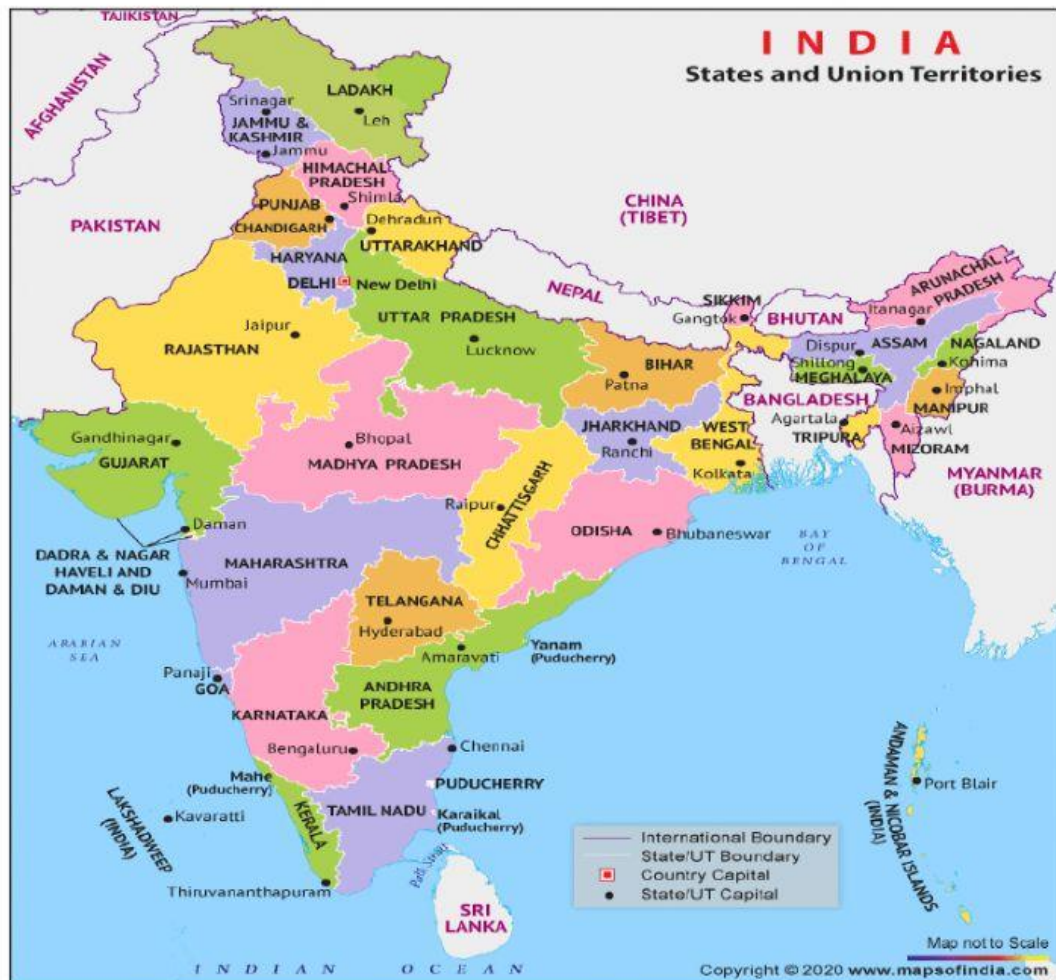 TAJIKISTAN
INDIA
States and Union Territories
AFGHANISTAN
LADAKH
Srinagar
Leh
JAMMU &
KASHMIR
Jammu
HIMACHAL
PRADESH
Shimla
CHINA
(TIBET)
PAKISTAN
PUNJAB
CHANDIGARH
Dehradun
UTTARAKHAND
HARYANA
DELHI
New Delhi
NEPAL
SIKKIM
Gangtok
BHUTAN
ARUNACHAL
PRADESH
Itanagar
UTTAR PRADESH
Lucknow
Jaipur
RAJASTHAN
BIHAR
Patna
Dispur
ASSAM
NAGALAND
Shillong
Kohima
MEGHALAYA
Imphal
MANIPUR
BANGLADESH
Agartala
TRIPURA
Aizawl
MIZORAM
MYANMAR
(BURMA)
Gandhinagar
GUJARAT
Bhopal
MADHYA PRADESH
JHARKHAND
Ranchi
WEST
BENGAL
Kolkata
Raipur
CHHATTISGARH
ODISHA
Bhubaneswar
BAY
OF
BENGAL
Daman
DADRA & NAGAR
HAVELI AND
DAMAN & DIU
MAHARASHTRA
Mumbai
TELANGANA
Hyderabad
ARABIAN
SEA
Amaravati
Yanam
(Puducherry)
Panaji
GOA
KARNATAKA
ANDHRA
PRADESH
Bengaluru
Chennai
Mahe
(Puducherry)
PUDUCHERRY
TAMIL NADU
Karaikal
(Puducherry)
KERALA
LAKSHADWEEP
(INDIA)
Kavaratti
Thiruvananthapuram
Palk Strait
SRI
LANKA
ANDAMAN & NICOBAR ISLANDS
(INDIA)
Port Blair
International Boundary
State/UT Boundary
Country Capital
State/UT Capital
Map not to Scale
INDIAN OCEAN
Copyright © 2020 www.mapsofindia.com